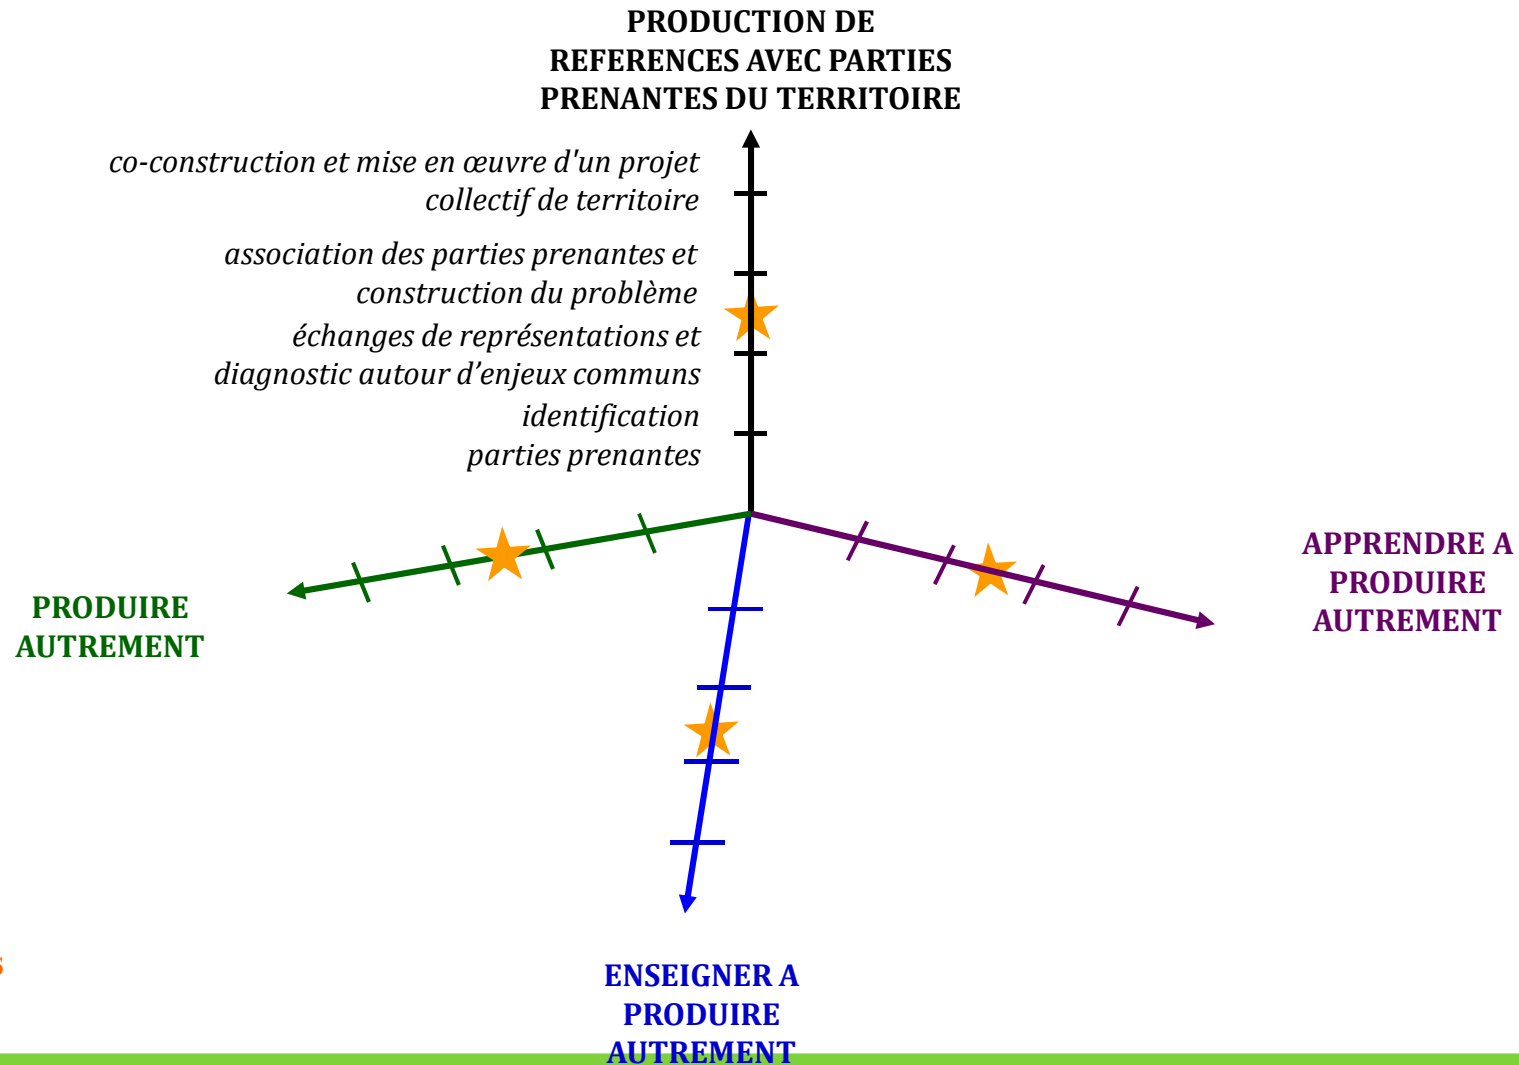 PRODUCTION DE
REFERENCES AVEC PARTIES
PRENANTES DU TERRITOIRE
co-construction et mise en œuvre d'un projet
collectif de territoire
association des parties prenantes et
construction du problème
échanges de représentations et
diagnostic autour d’enjeux communs
identification
parties prenantes
APPRENDRE A
PRODUIRE
AUTREMENT
PRODUIRE
AUTREMENT
ENSEIGNER A
PRODUIRE
AUTREMENT